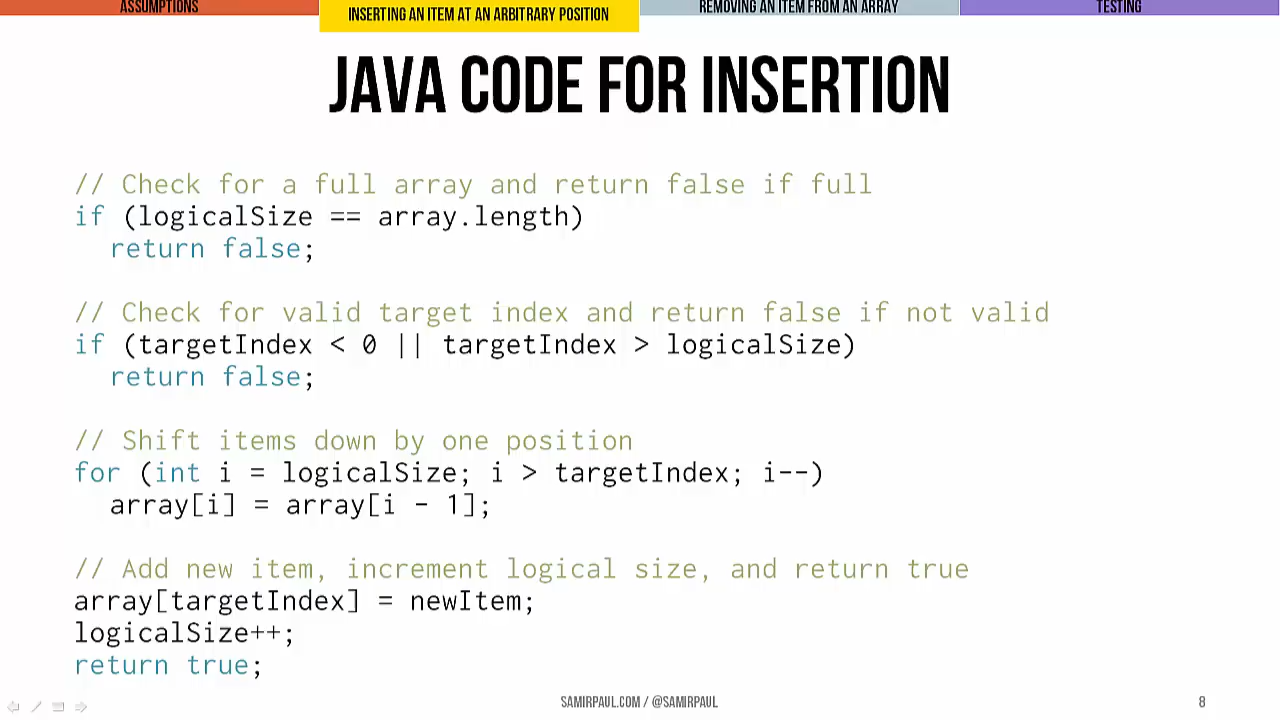 ASSUMPTIONS
INSERTING AN ITEM AT AN ARBITRARY POSITION
REMOVING AN ITEM FROM AN ARRAY
TESTING
JAVA CODE FOR INSERTION
// Check for a full array and return false if full
if (logicalSize == array.length)
return false;
// Check for valid target index and return false if not valid
if (targetIndex < 0 || targetIndex > logicalSize)
return false;
// Shift items down by one position
for (int i = logicalSize; i > targetIndex; i--)
array[i] = array[i - 1];
// Add new item, increment logical size, and return true
array[targetIndex] = newItem;
logicalSize++;
return true;
SAMIRPAUL.COM / @SAMIRPAUL
8